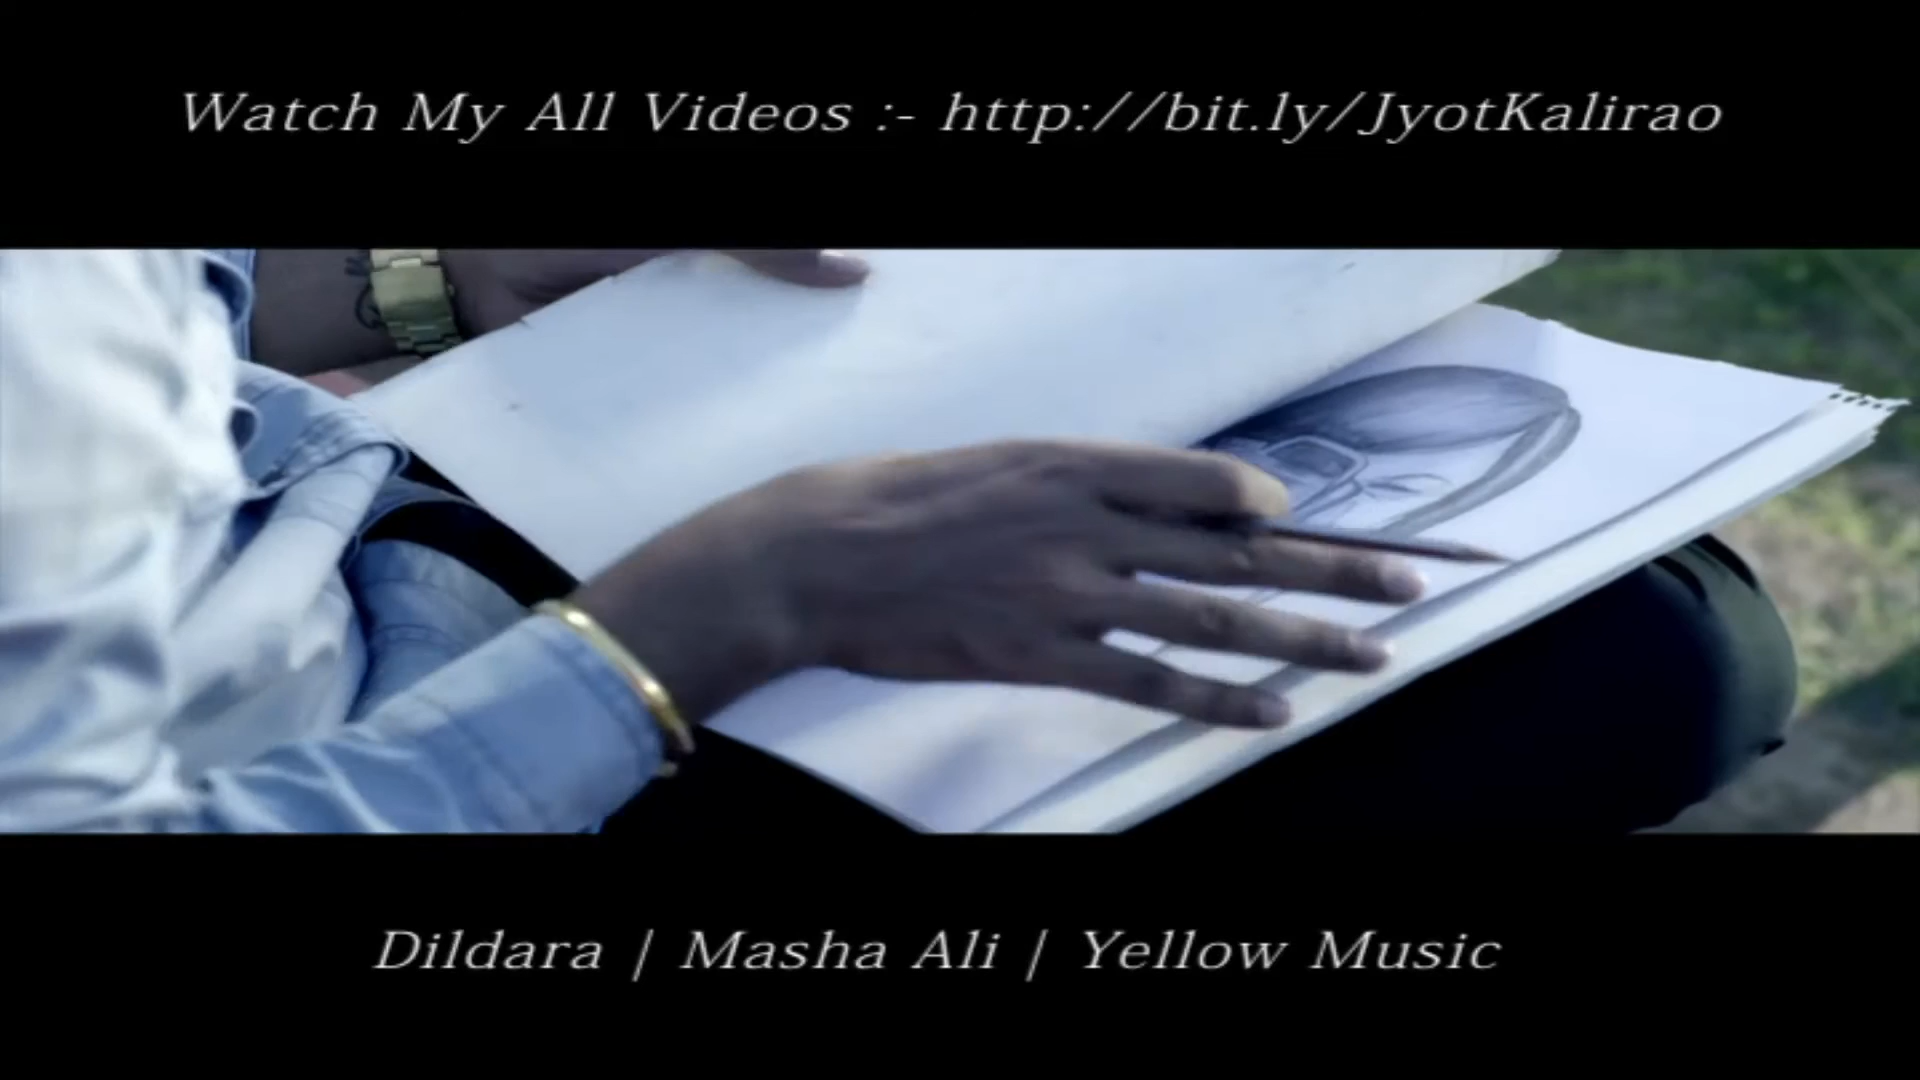 Watch My All Videos :- http://bit.ly/JyotKalirao
Dildara | Masha Ali | Yellow Music